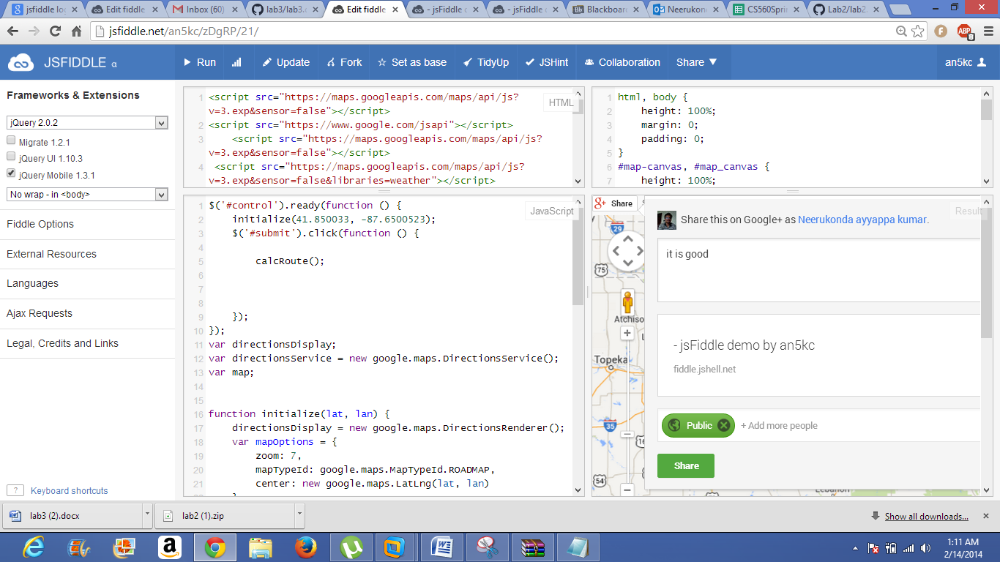 jsfiddle log
Edit fiddle
Inbox (60)
lab3/lab3.
Edit fiddle
- jsFiddle
- jsFiddle
Bb Blackboard
Neerukon
CS560Sprin
Lab2/lab2.
jsfiddle.net/an5kc/zDgRP/21/
ABP
8
JSFIDDLE α
Run
Update
Fork
Set as base
TidyUp
JSHint
Collaboration
Share
an5kc
Frameworks & Extensions
jQuery 2.0.2
Migrate 1.2.1
jQuery UI 1.10.3
jQuery Mobile 1.3.1
No wrap - in <body>
Fiddle Options
External Resources
Languages
Ajax Requests
Legal, Credits and Links
? Keyboard shortcuts
HTML
1 <script src="https://maps.googleapis.com/maps/api/js?
v=3.exp&sensor=false"></script>
2 <script src="https://www.google.com/jsapi"></script>
3 <script src="https://maps.googleapis.com/maps/api/js?
v=3.exp&sensor=false"></script>
4 <script src="https://maps.googleapis.com/maps/api/js?
v=3.exp&sensor=false&libraries=weather"></script>
1 html, body {
2 height: 100%;
3 margin: 0;
4 padding: 0;
5 }
6 #map-canvas, #map_canvas {
7 height: 100%;
JavaScript
1 $('#control').ready(function () {
2 initialize(41.850033, -87.6500523);
3 $('#submit').click(function () {
4
5 calcRoute();
6
7
8
9 });
10 });
11 var directionsDisplay;
12 var directionsService = new google.maps.DirectionsService();
13 var map;
14
15
16 function initialize(lat, lan) {
17 directionsDisplay = new google.maps.DirectionsRenderer();
18 var mapOptions = {
19 zoom: 7,
20 mapTypeId: google.maps.MapTypeId.ROADMAP,
21 center: new google.maps.LatLng(lat, lan)
g+ Share
Result
Share this on Google+ as Neerukonda ayyappa kumar.
it is good
- jsFiddle demo by an5kc
fiddle.jshell.net
Public
+ Add more people
Share
29
75
Atchiso
Topeka
35
54
Lebanon
lab3 (2).docx
lab2 (1).zip
Show all downloads...
1:11 AM
2/14/2014